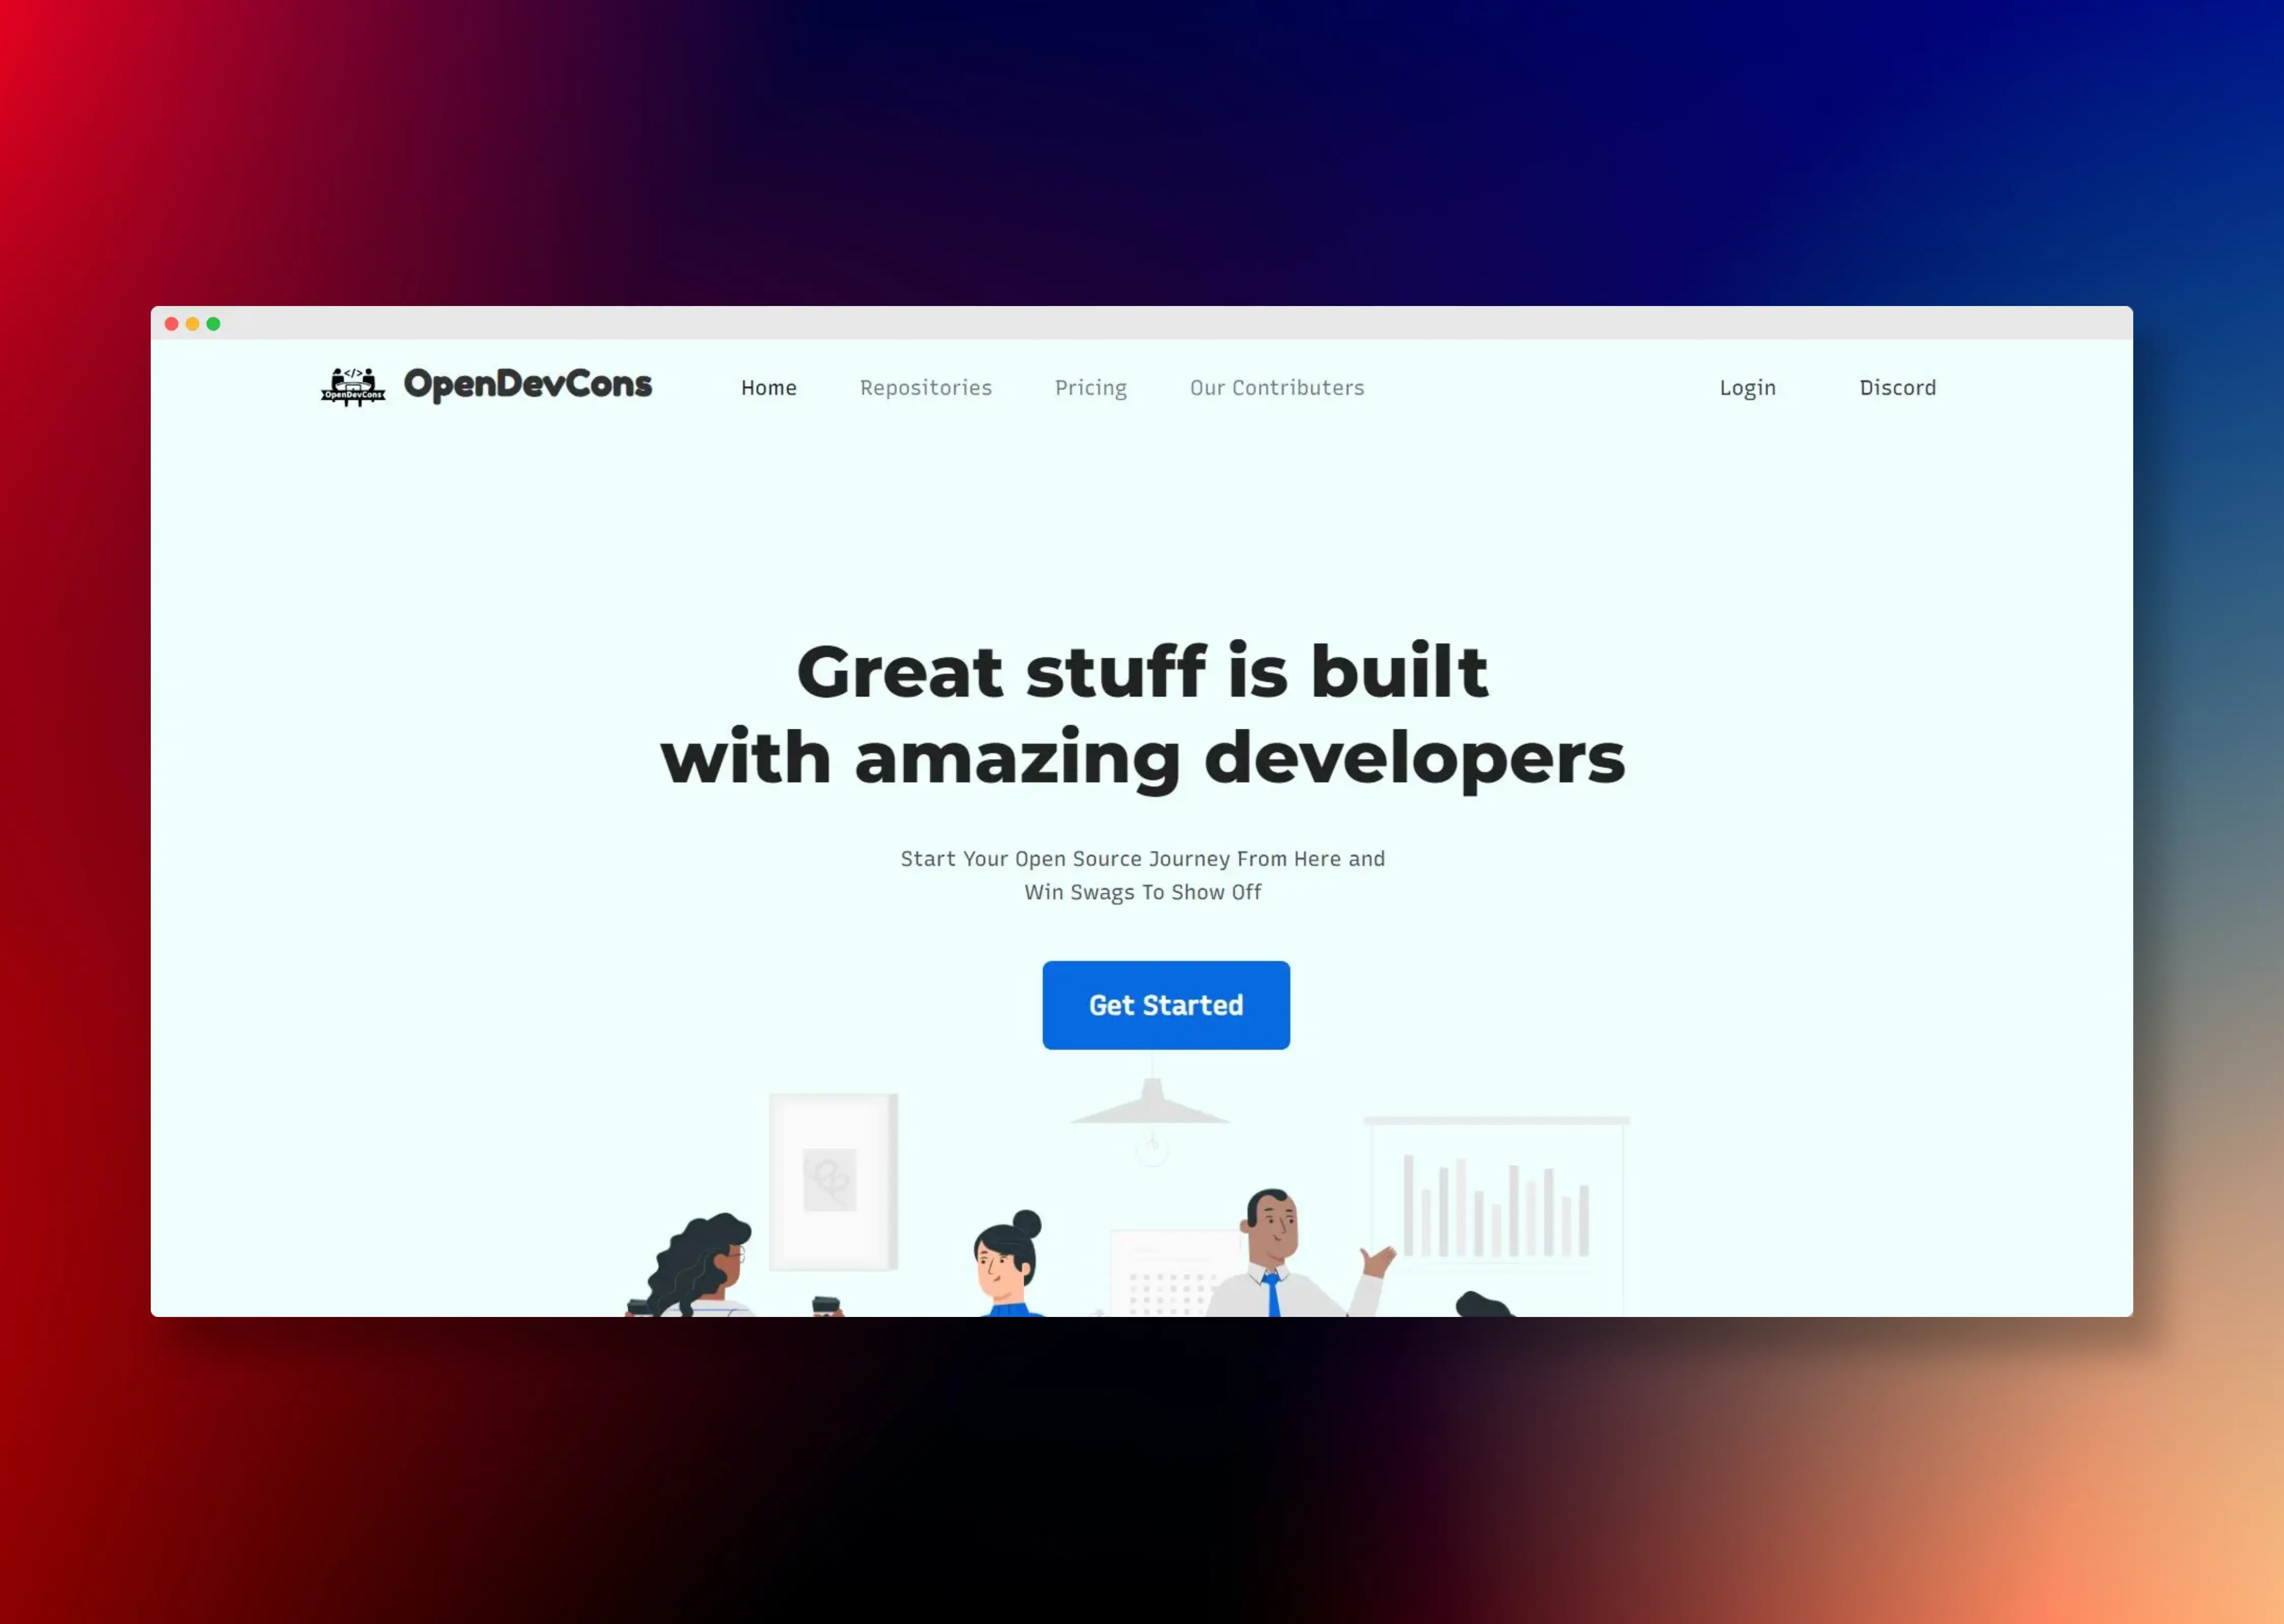 </>
OpenDevCons
OpenDevCons
Home
Repositories
Pricing
Our Contributers
Login
Discord
Great stuff is built
with amazing developers
Start Your Open Source Journey From Here and
Win Swags To Show Off
Get Started